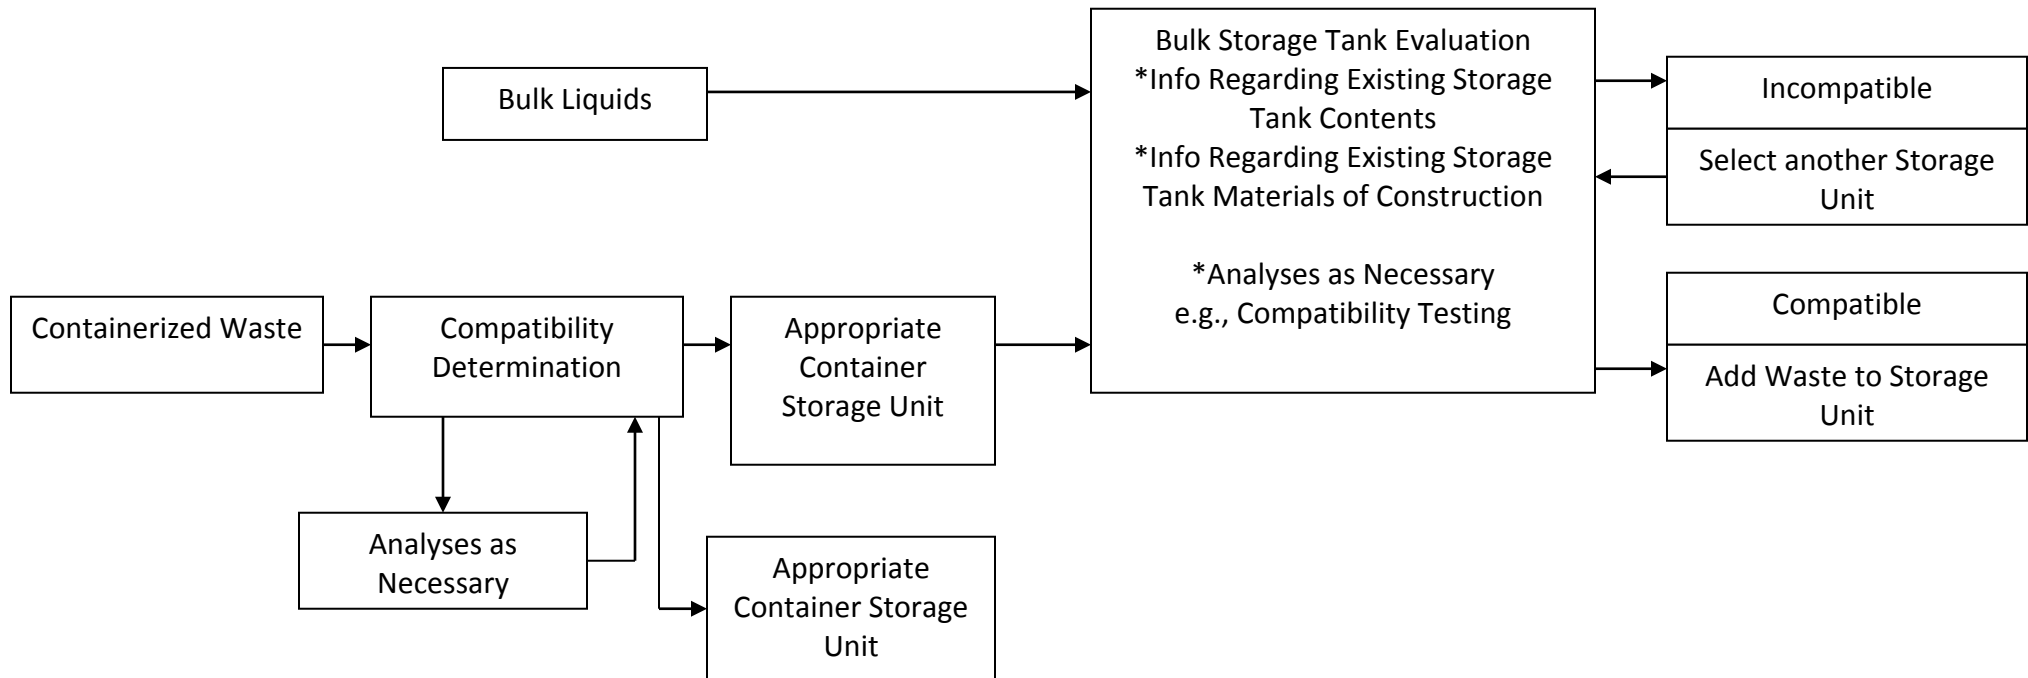 Bulk Liquids
Bulk Storage Tank Evaluation
*Info Regarding Existing Storage
Tank Contents
*Info Regarding Existing Storage
Tank Materials of Construction
*Analyses as Necessary
e.g., Compatibility Testing
Incompatible
Select another Storage
Unit
Compatible
Add Waste to Storage
Unit
Containerized Waste
Compatibility
Determination
Appropriate
Container
Storage Unit
Analyses as
Necessary
Appropriate
Container Storage
Unit